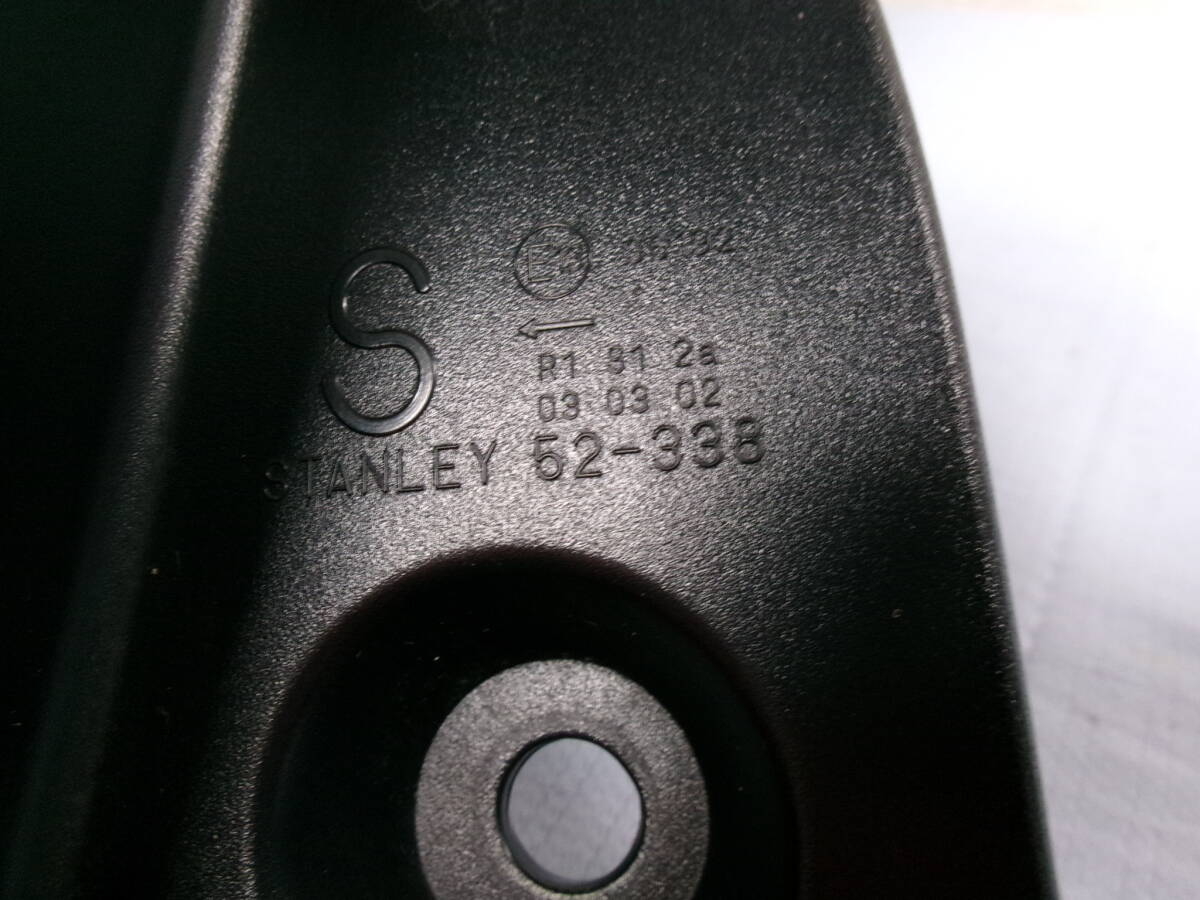 S
R1 S1 2a
03 03 02
STANLEY 52-338